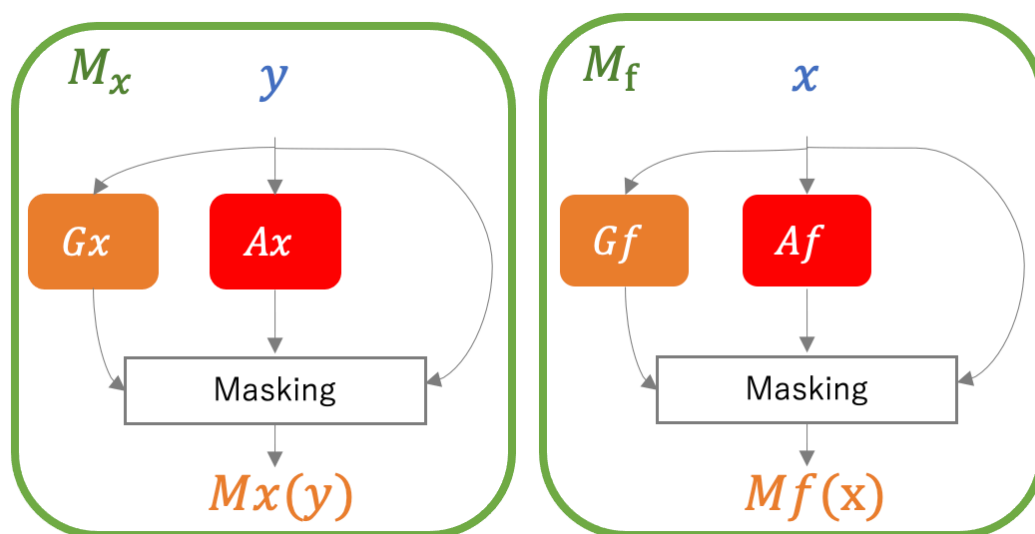 Mx y
Gx Ax
Masking
Mx(y)
Mf x
Gf Af
Masking
Mf(x)